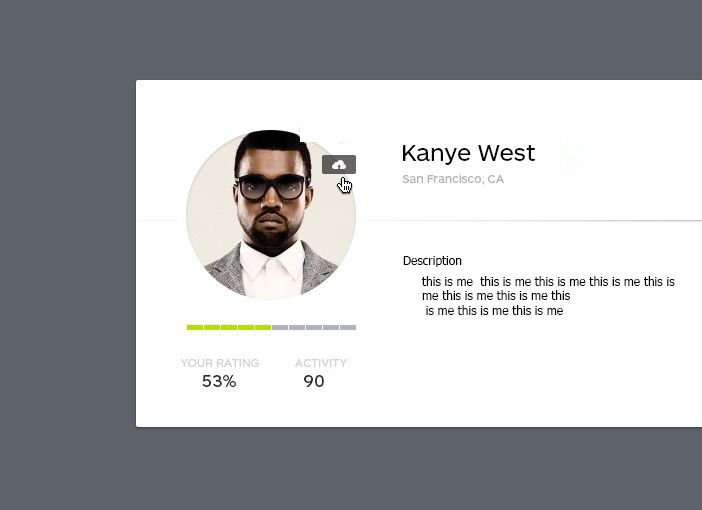 Kanye West
San Francisco, CA
Description
this is me  this is me this is me this is me this is
me this is me this is me this
is me this is me this is me
YOUR RATING
ACTIVITY
53%
90